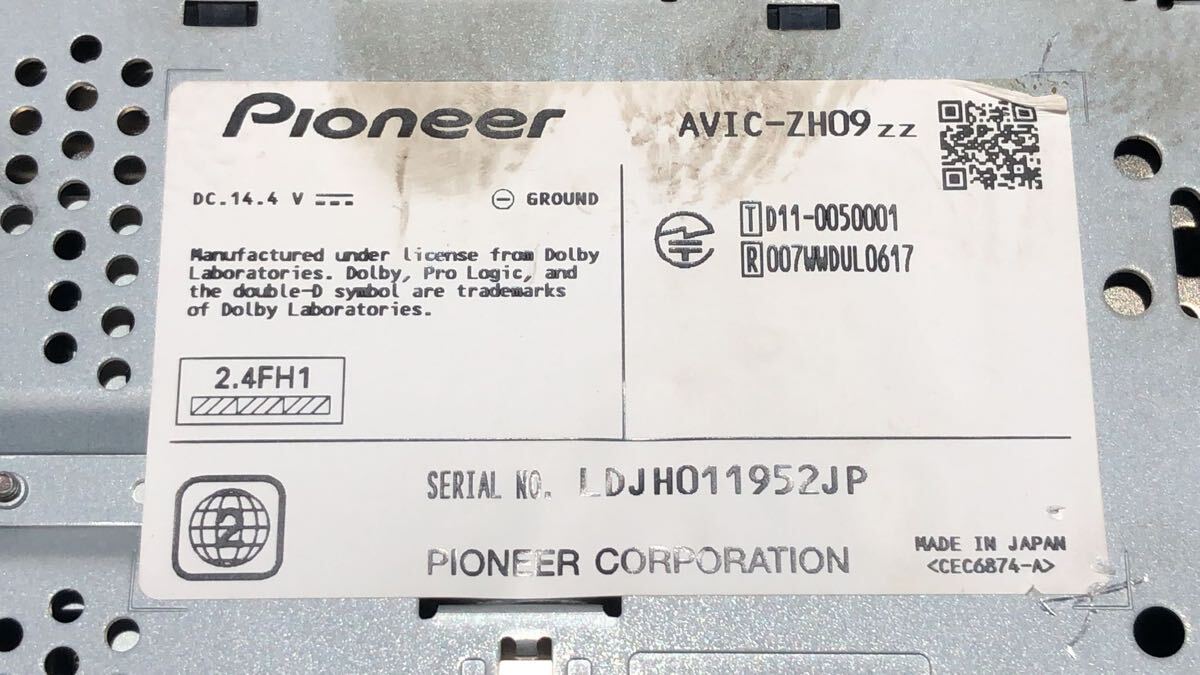 Pioneer
AVIC-ZH09zz
DC.14.4 V
GROUND
Manufactured under license from Dolby
Laboratories. Dolby, Pro Logic, and
the double-D symbol are trademarks
of Dolby Laboratories.
T D11-0050001
R 007WWDUL0617
2.4FH1
2
SERIAL NO. LDJH011952JP
PIONEER CORPORATION
MADE IN JAPAN
<CEC6874-A>